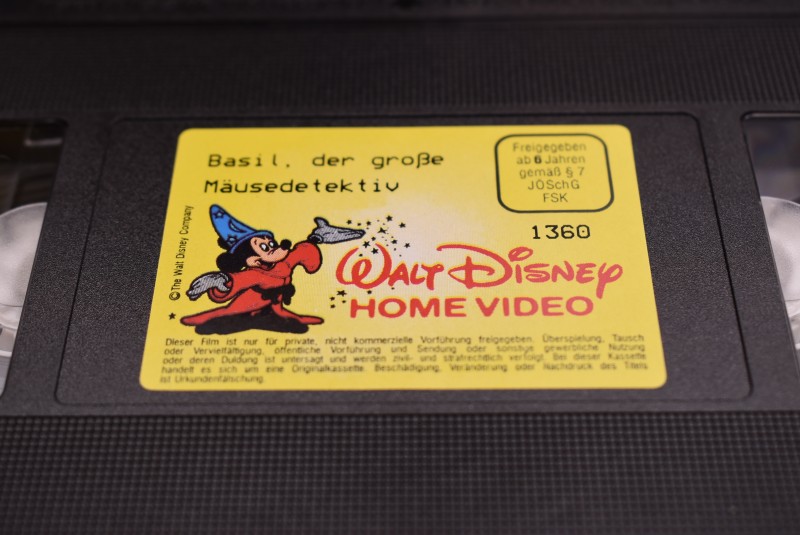 Basil, der große
Mäusedetektiv
Freigegeben
ab 6 Jahren
gemäß § 7
JÖSchG
FSK
1360
© The Walt Disney Company
WALT DISNEY
HOME VIDEO
Dieser Film ist nur für private, nicht kommerzielle Vorführung freigegeben. Überspielung, Tausch
oder Vervielfältigung, öffentliche Vorführung und Sendung oder sonstige gewerbliche Nutzung
oder deren Duldung ist untersagt und werden zivil- und strafrechtlich verfolgt. Bei dieser Kassette
handelt es sich um eine Originalkassette. Beschädigung, Veränderung oder Nachdruck des Titels
ist Urkundenfälschung.